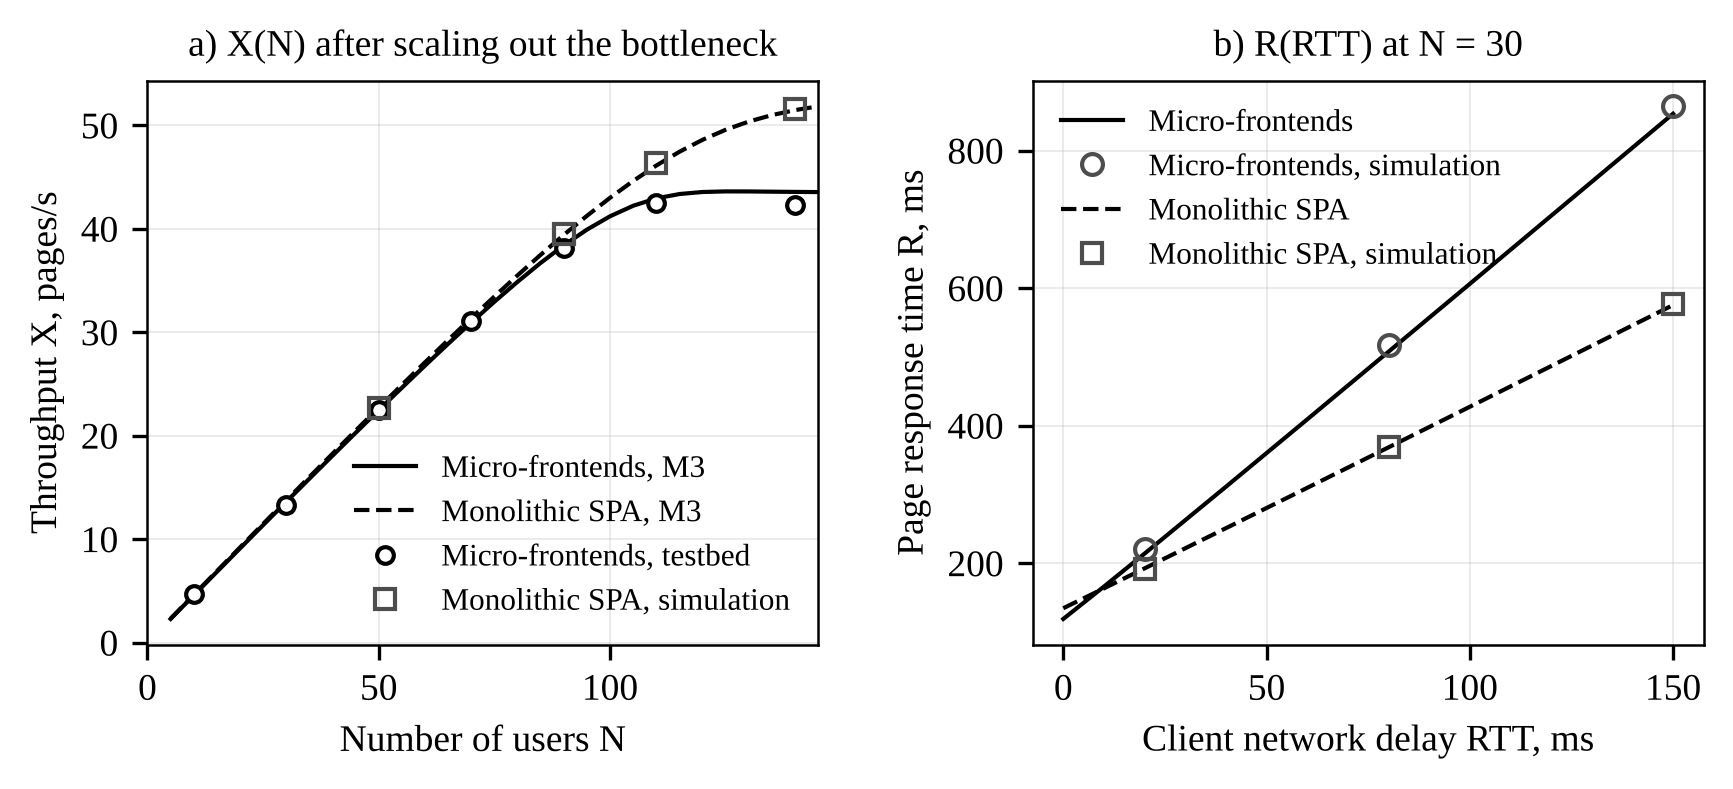 a) X(N) after scaling out the bottleneck
Throughput X, pages/s
50
40
30
20
10
0
Micro-frontends, M3
Monolithic SPA, M3
Micro-frontends, testbed
Monolithic SPA, simulation
0 50 100
Number of users N
b) R(RTT) at N = 30
Page response time R, ms
800
600
400
200
Micro-frontends
Micro-frontends, simulation
Monolithic SPA
Monolithic SPA, simulation
0 50 100 150
Client network delay RTT, ms